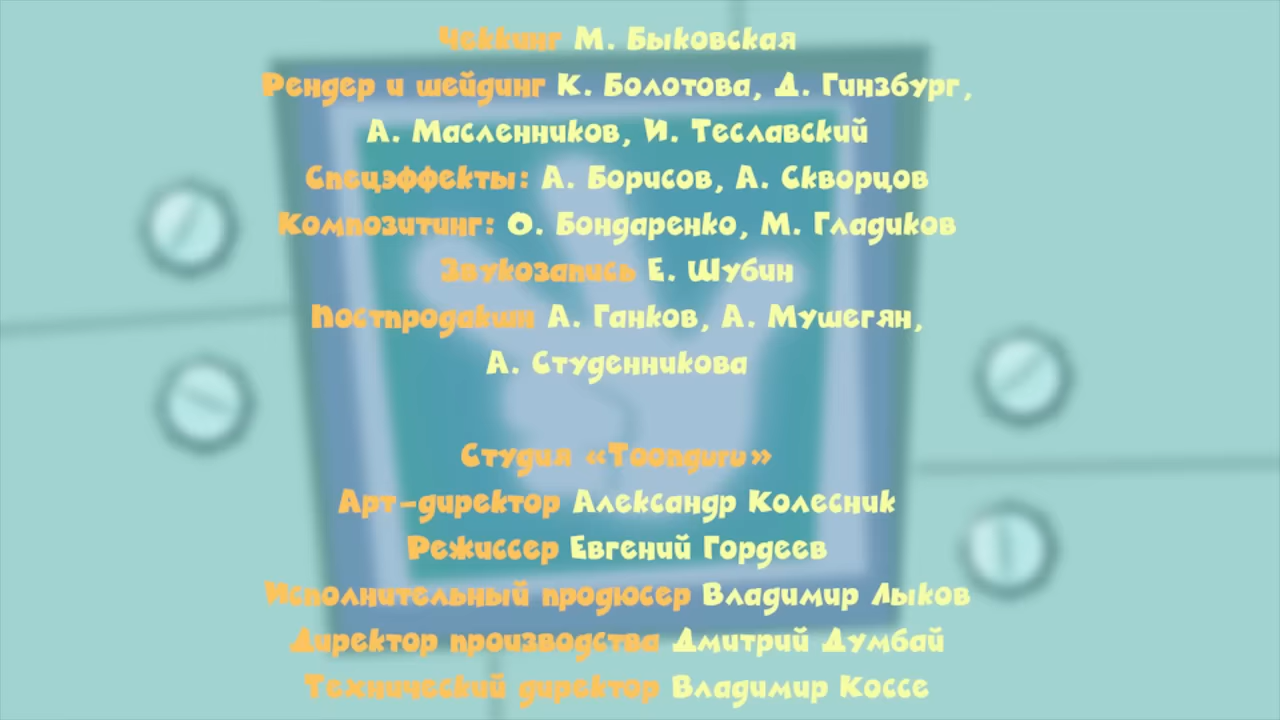 Чеккинг М. Быковская
Рендер и шейдинг К. Болотова, Д. Гинзбург,
А. Масленников, И. Теславский
Спецэффекты: А. Борисов, А. Скворцов
Композитинг: О. Бондаренко, М. Гладиков
Звукозапись Е. Шубин
Постпродакшн А. Ганков, А. Мушегян,
А. Студенникова
Студия «Toonguru»
Арт-директор Александр Колесник
Режиссер Евгений Гордеев
Исполнительный продюсер Владимир Лыков
Директор производства Дмитрий Думбай
Технический директор Владимир Коссе